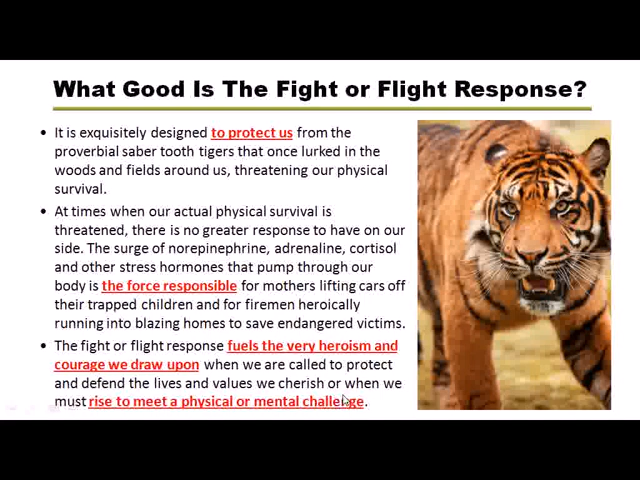 What Good Is The Fight or Flight Response?
• It is exquisitely designed to protect us from the
proverbial saber tooth tigers that once lurked in the
woods and fields around us, threatening our physical
survival.
• At times when our actual physical survival is
threatened, there is no greater response to have on our
side. The surge of norepinephrine, adrenaline, cortisol
and other stress hormones that pump through our
body is the force responsible for mothers lifting cars off
their trapped children and for firemen heroically
running into blazing homes to save endangered victims.
• The fight or flight response fuels the very heroism and
courage we draw upon when we are called to protect
and defend the lives and values we cherish or when we
must rise to meet a physical or mental challenge.